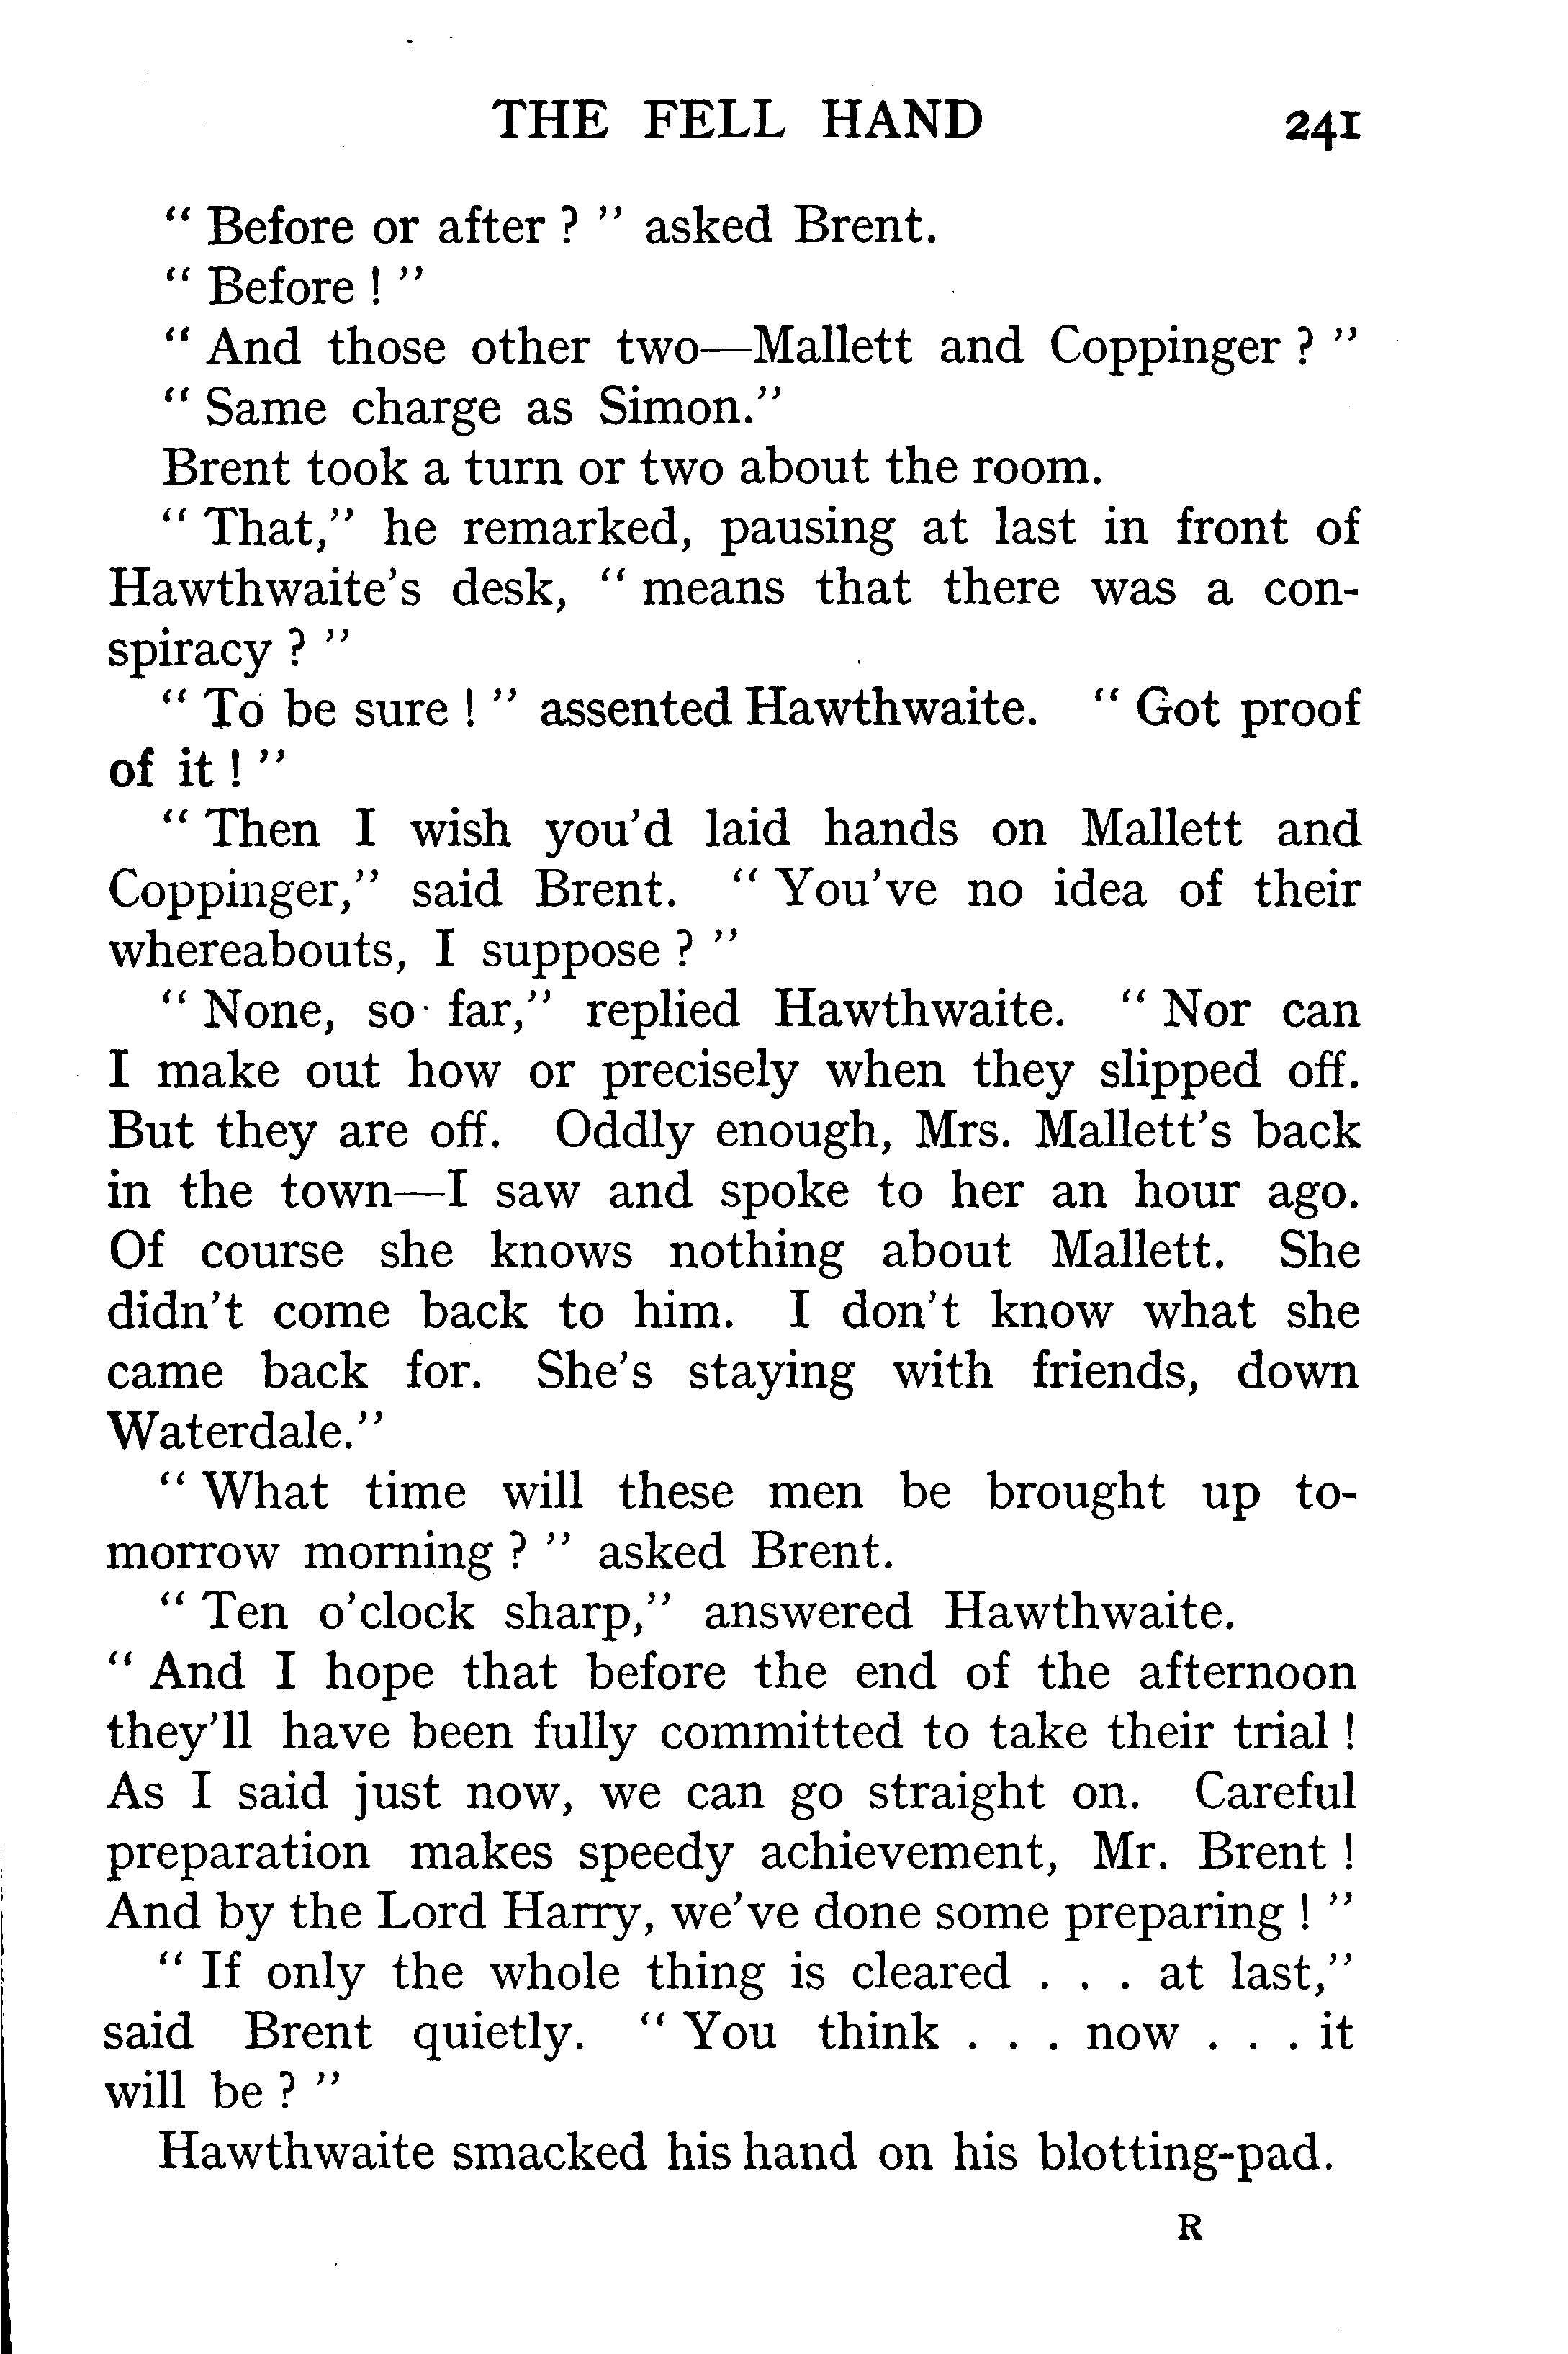 THE FELL HAND 241
“ Before or after ? ” asked Brent.
“ Before ! ”
“ And those other two—Mallett and Coppinger ? ”
“ Same charge as Simon.”
Brent took a turn or two about the room.
“ That,” he remarked, pausing at last in front of
Hawthwaite’s desk, “ means that there was a con-
spiracy ? ”
“ To be sure ! ” assented Hawthwaite. “ Got proof
of it ! ”
“ Then I wish you’d laid hands on Mallett and
Coppinger,” said Brent. “ You’ve no idea of their
whereabouts, I suppose ? ”
“ None, so far,” replied Hawthwaite. “ Nor can
I make out how or precisely when they slipped off.
But they are off. Oddly enough, Mrs. Mallett’s back
in the town—I saw and spoke to her an hour ago.
Of course she knows nothing about Mallett. She
didn’t come back to him. I don’t know what she
came back for. She’s staying with friends, down
Waterdale.”
“ What time will these men be brought up to-
morrow morning ? ” asked Brent.
“ Ten o’clock sharp,” answered Hawthwaite.
“ And I hope that before the end of the afternoon
they’ll have been fully committed to take their trial !
As I said just now, we can go straight on. Careful
preparation makes speedy achievement, Mr. Brent !
And by the Lord Harry, we’ve done some preparing ! ”
“ If only the whole thing is cleared . . . at last,”
said Brent quietly. “ You think . . . now . . . it
will be ? ”
Hawthwaite smacked his hand on his blotting-pad.
R